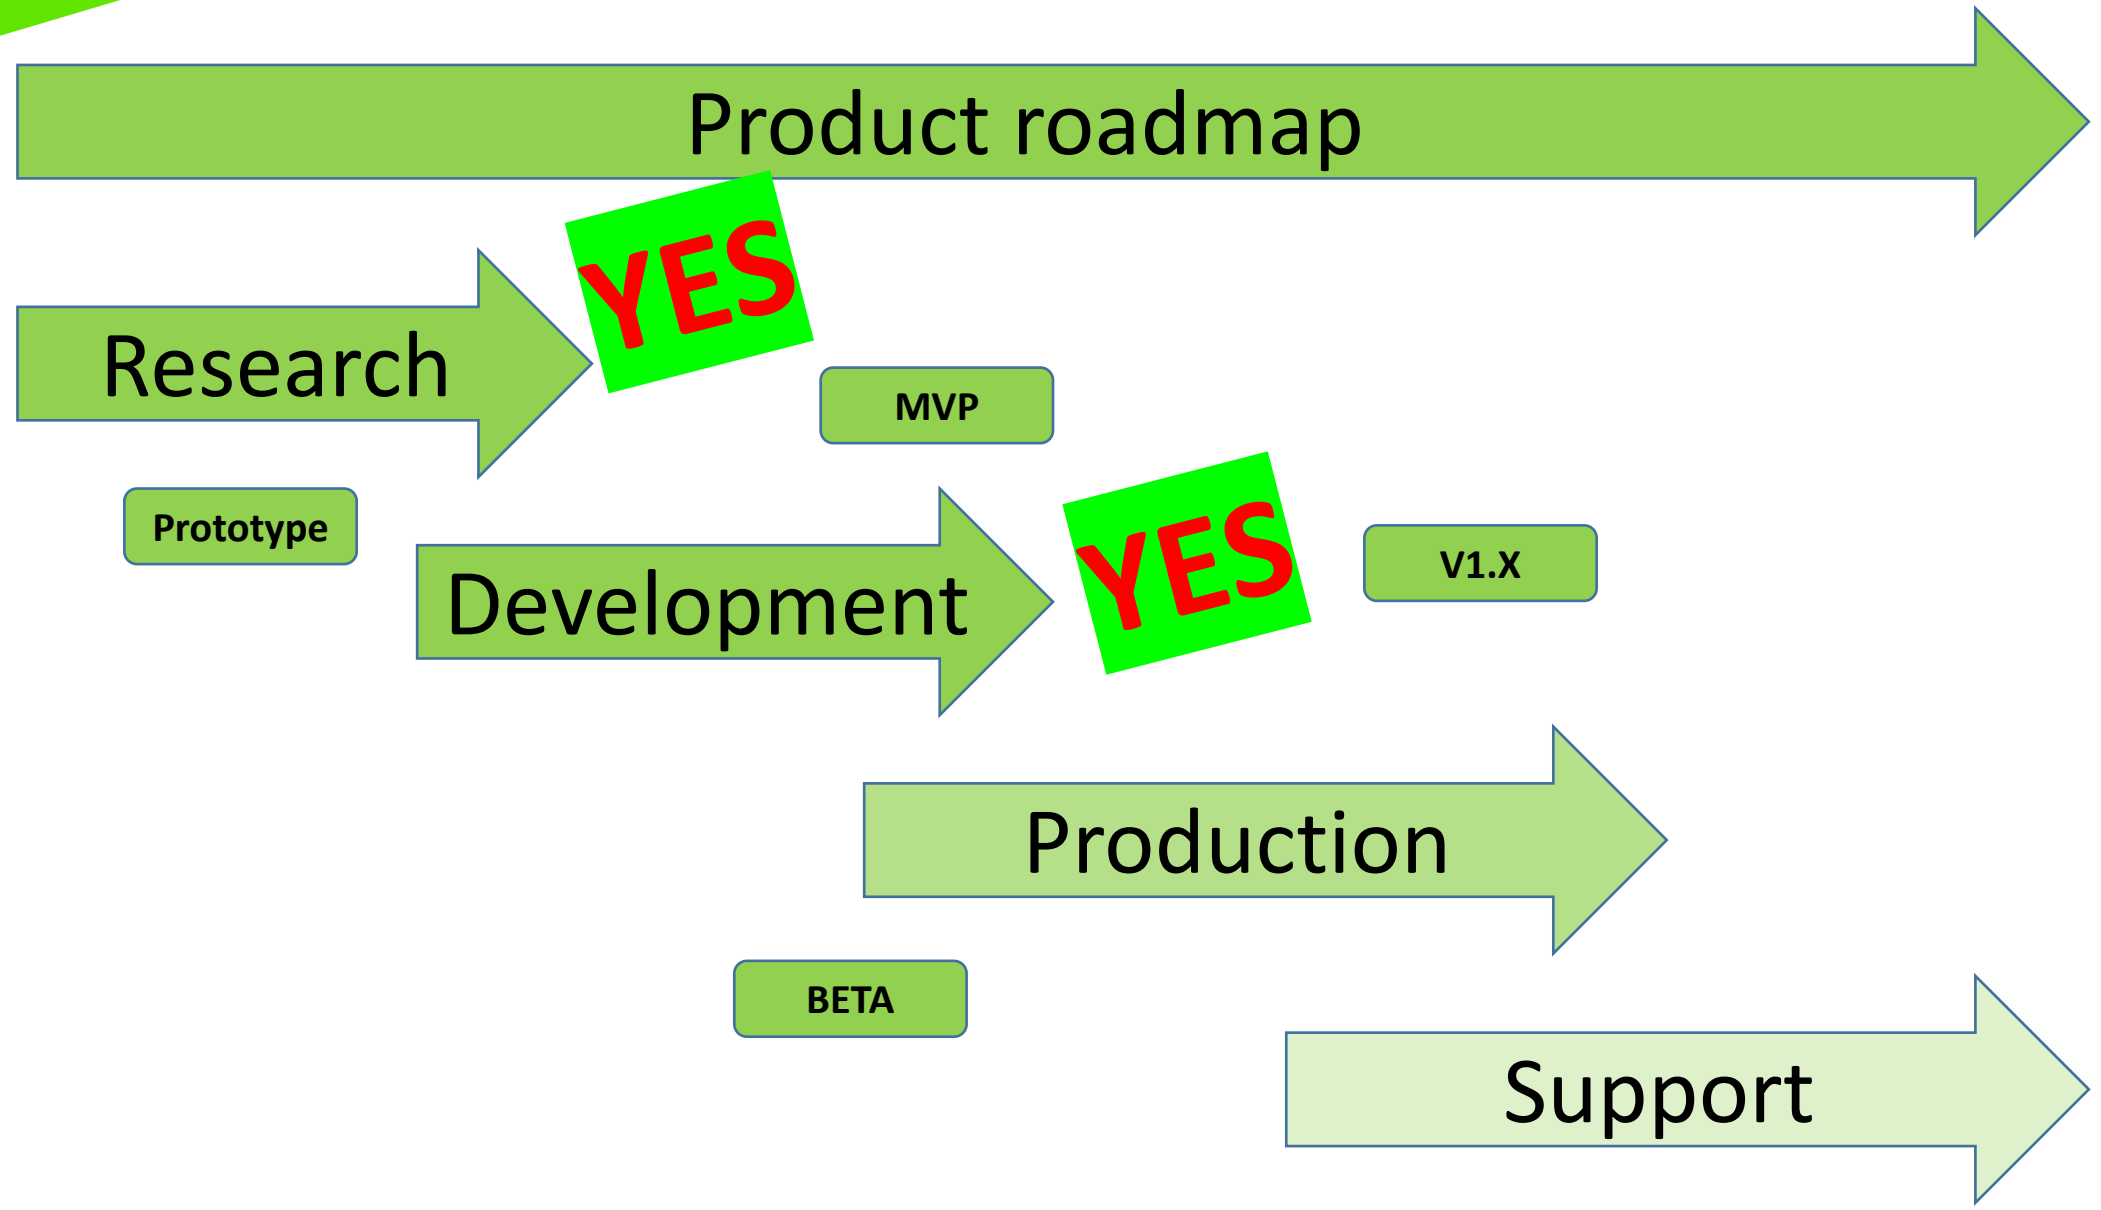 Product roadmap
YES
Research
MVP
Prototype
YES
V1.X
Development
Production
BETA
Support